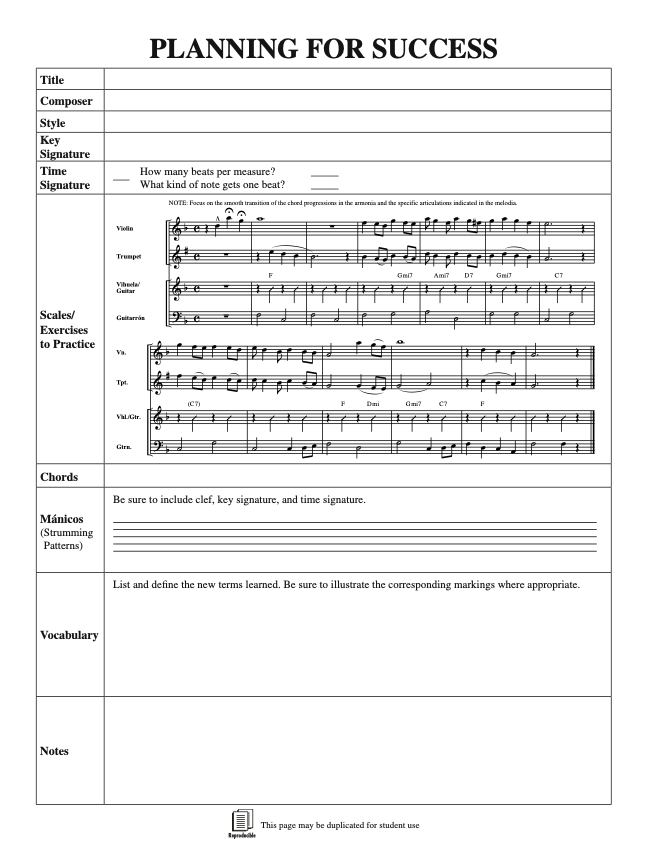 PLANNING FOR SUCCESS
Title
Composer
Style
Key
Signature
Time
Signature
___ How many beats per measure? _____
What kind of note gets one beat? _____
Scales/
Exercises
to Practice
NOTE: Focus on the smooth transition of the chord progressions in the armonia and the specific articulations indicated in the melodia.
Violin
Trumpet
F Gmi7 Ami7 D7 Gmi7 C7
Vihuela/
Guitar
Guitarrón
Vn.
Tpt.
(C7) F Dmi Gmi7 C7 F
Vhl./Gtr.
Gtrn.
Chords
Mánicos
(Strumming
Patterns)
Be sure to include clef, key signature, and time signature.
Vocabulary
List and define the new terms learned. Be sure to illustrate the corresponding markings where appropriate.
Notes
Reproducible
This page may be duplicated for student use